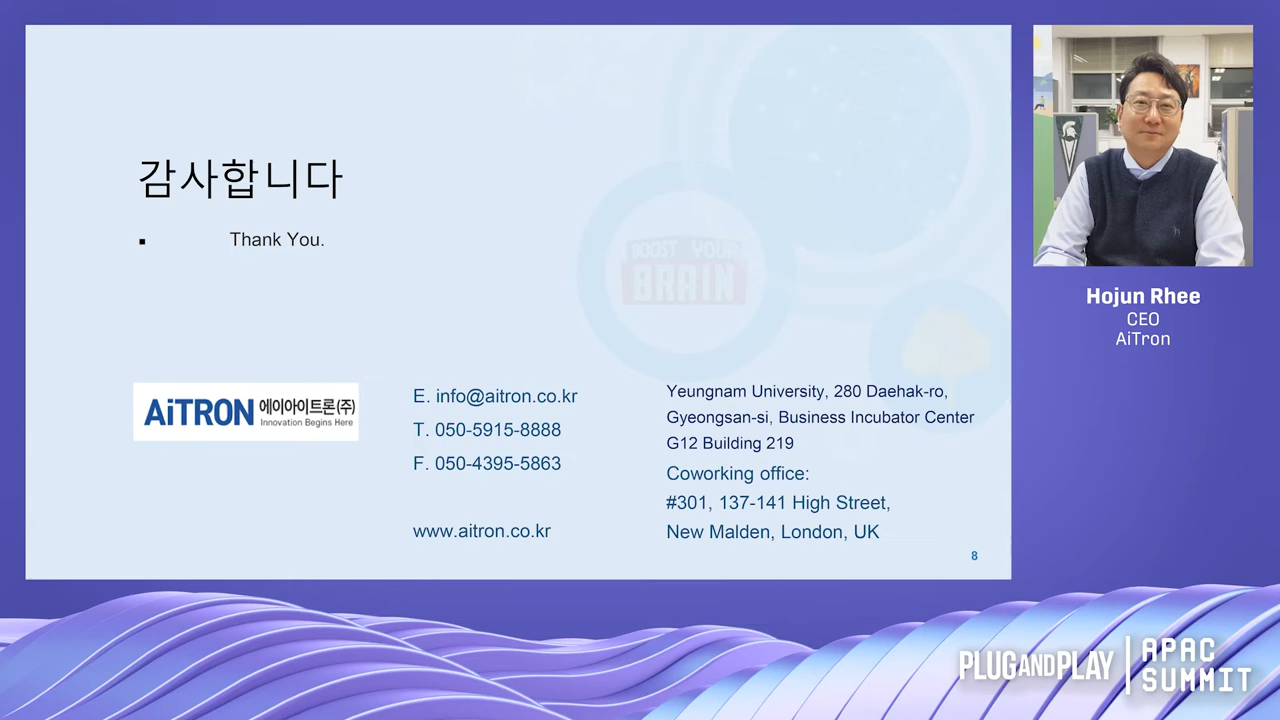 감사합니다
▪ Thank You.
BOOST YOUR
BRAIN
AiTRON 에이아이트론(주)
Innovation Begins Here
E. info@aitron.co.kr
T. 050-5915-8888
F. 050-4395-5863
www.aitron.co.kr
Yeungnam University, 280 Daehak-ro,
Gyeongsan-si, Business Incubator Center
G12 Building 219
Coworking office:
#301, 137-141 High Street,
New Malden, London, UK
8
Hojun Rhee
CEO
AiTron
PLUG AND PLAY
APAC
SUMMIT